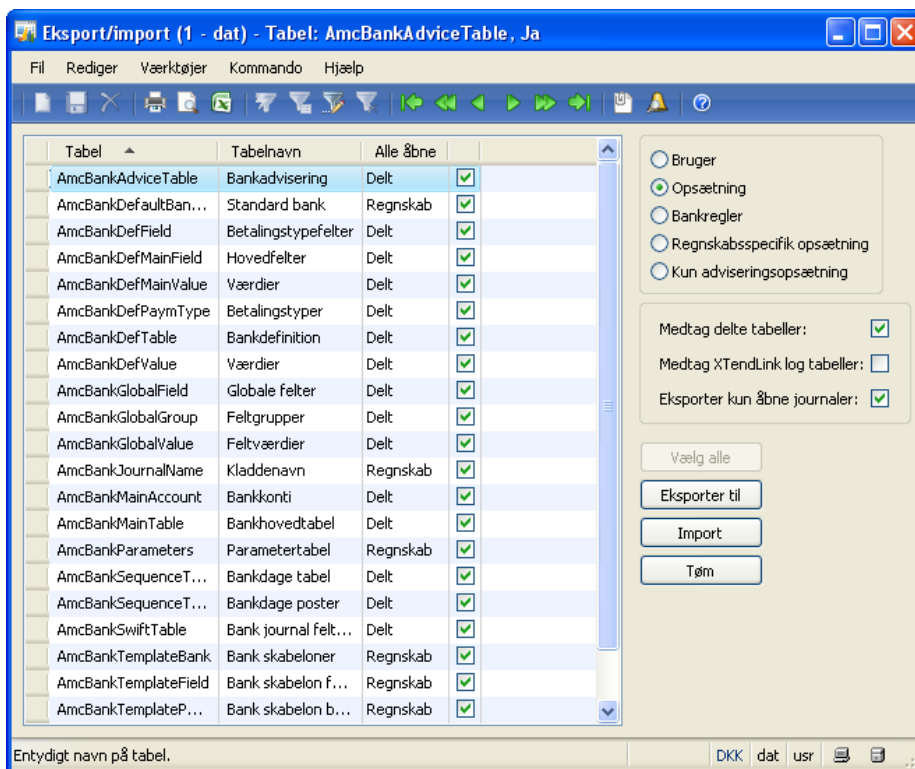 Eksport/import (1 - dat) - Tabel: AmcBankAdviceTable, Ja
Fil Rediger Værktøjer Kommando Hjælp
Tabel Tabelnavn Alle åbne
AmcBankAdviceTable Bankadvisering Delt
AmcBankDefaultBan... Standard bank Regnskab
AmcBankDefField Betalingstypefelter Delt
AmcBankDefMainField Hovedfelter Delt
AmcBankDefMainValue Værdier Delt
AmcBankDefPaymType Betalingstyper Delt
AmcBankDefTable Bankdefinition Delt
AmcBankDefValue Værdier Delt
AmcBankGlobalField Globale felter Delt
AmcBankGlobalGroup Feltgrupper Delt
AmcBankGlobalValue Feltværdier Delt
AmcBankJournalName Kladdenavn Regnskab
AmcBankMainAccount Bankkonti Delt
AmcBankMainTable Bankhovedtabel Delt
AmcBankParameters Parametertabel Regnskab
AmcBankSequenceT... Bankdage tabel Delt
AmcBankSequenceT... Bankdage poster Delt
AmcBankSwiftTable Bank journal felt... Delt
AmcBankTemplateBank Bank skabeloner Regnskab
AmcBankTemplateField Bank skabelon f... Regnskab
AmcBankTemplateP... Bank skabelon b... Regnskab
Bruger
Opsætning
Bankregler
Regnskabsspecifik opsætning
Kun adviseringsopsætning
Medtag delte tabeller:
Medtag XTendLink log tabeller:
Eksporter kun åbne journaler:
Vælg alle
Eksporter til
Import
Tøm
Entydigt navn på tabel.
DKK dat usr